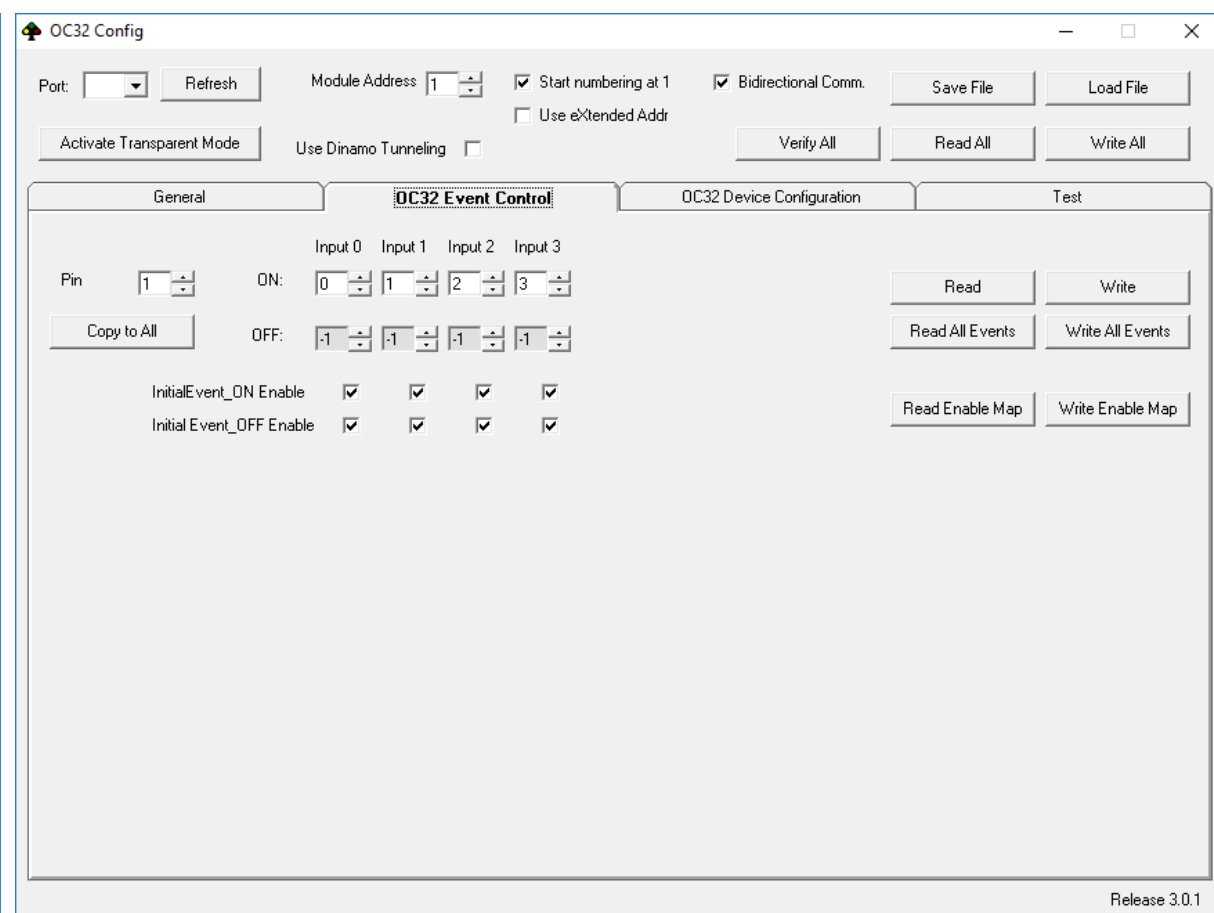 OC32 Config
Port: Refresh Module Address 1 Start numbering at 1 Bidirectional Comm. Save File Load File
Use eXtended Addr
Activate Transparent Mode Use Dinamo Tunneling Verify All Read All Write All
General OC32 Event Control OC32 Device Configuration Test
Input 0 Input 1 Input 2 Input 3
Pin 1 ON: 0 1 2 3 Read Write
Copy to All OFF: -1 -1 -1 -1 Read All Events Write All Events
InitialEvent_ON Enable
Read Enable Map Write Enable Map
Initial Event_OFF Enable
Release 3.0.1